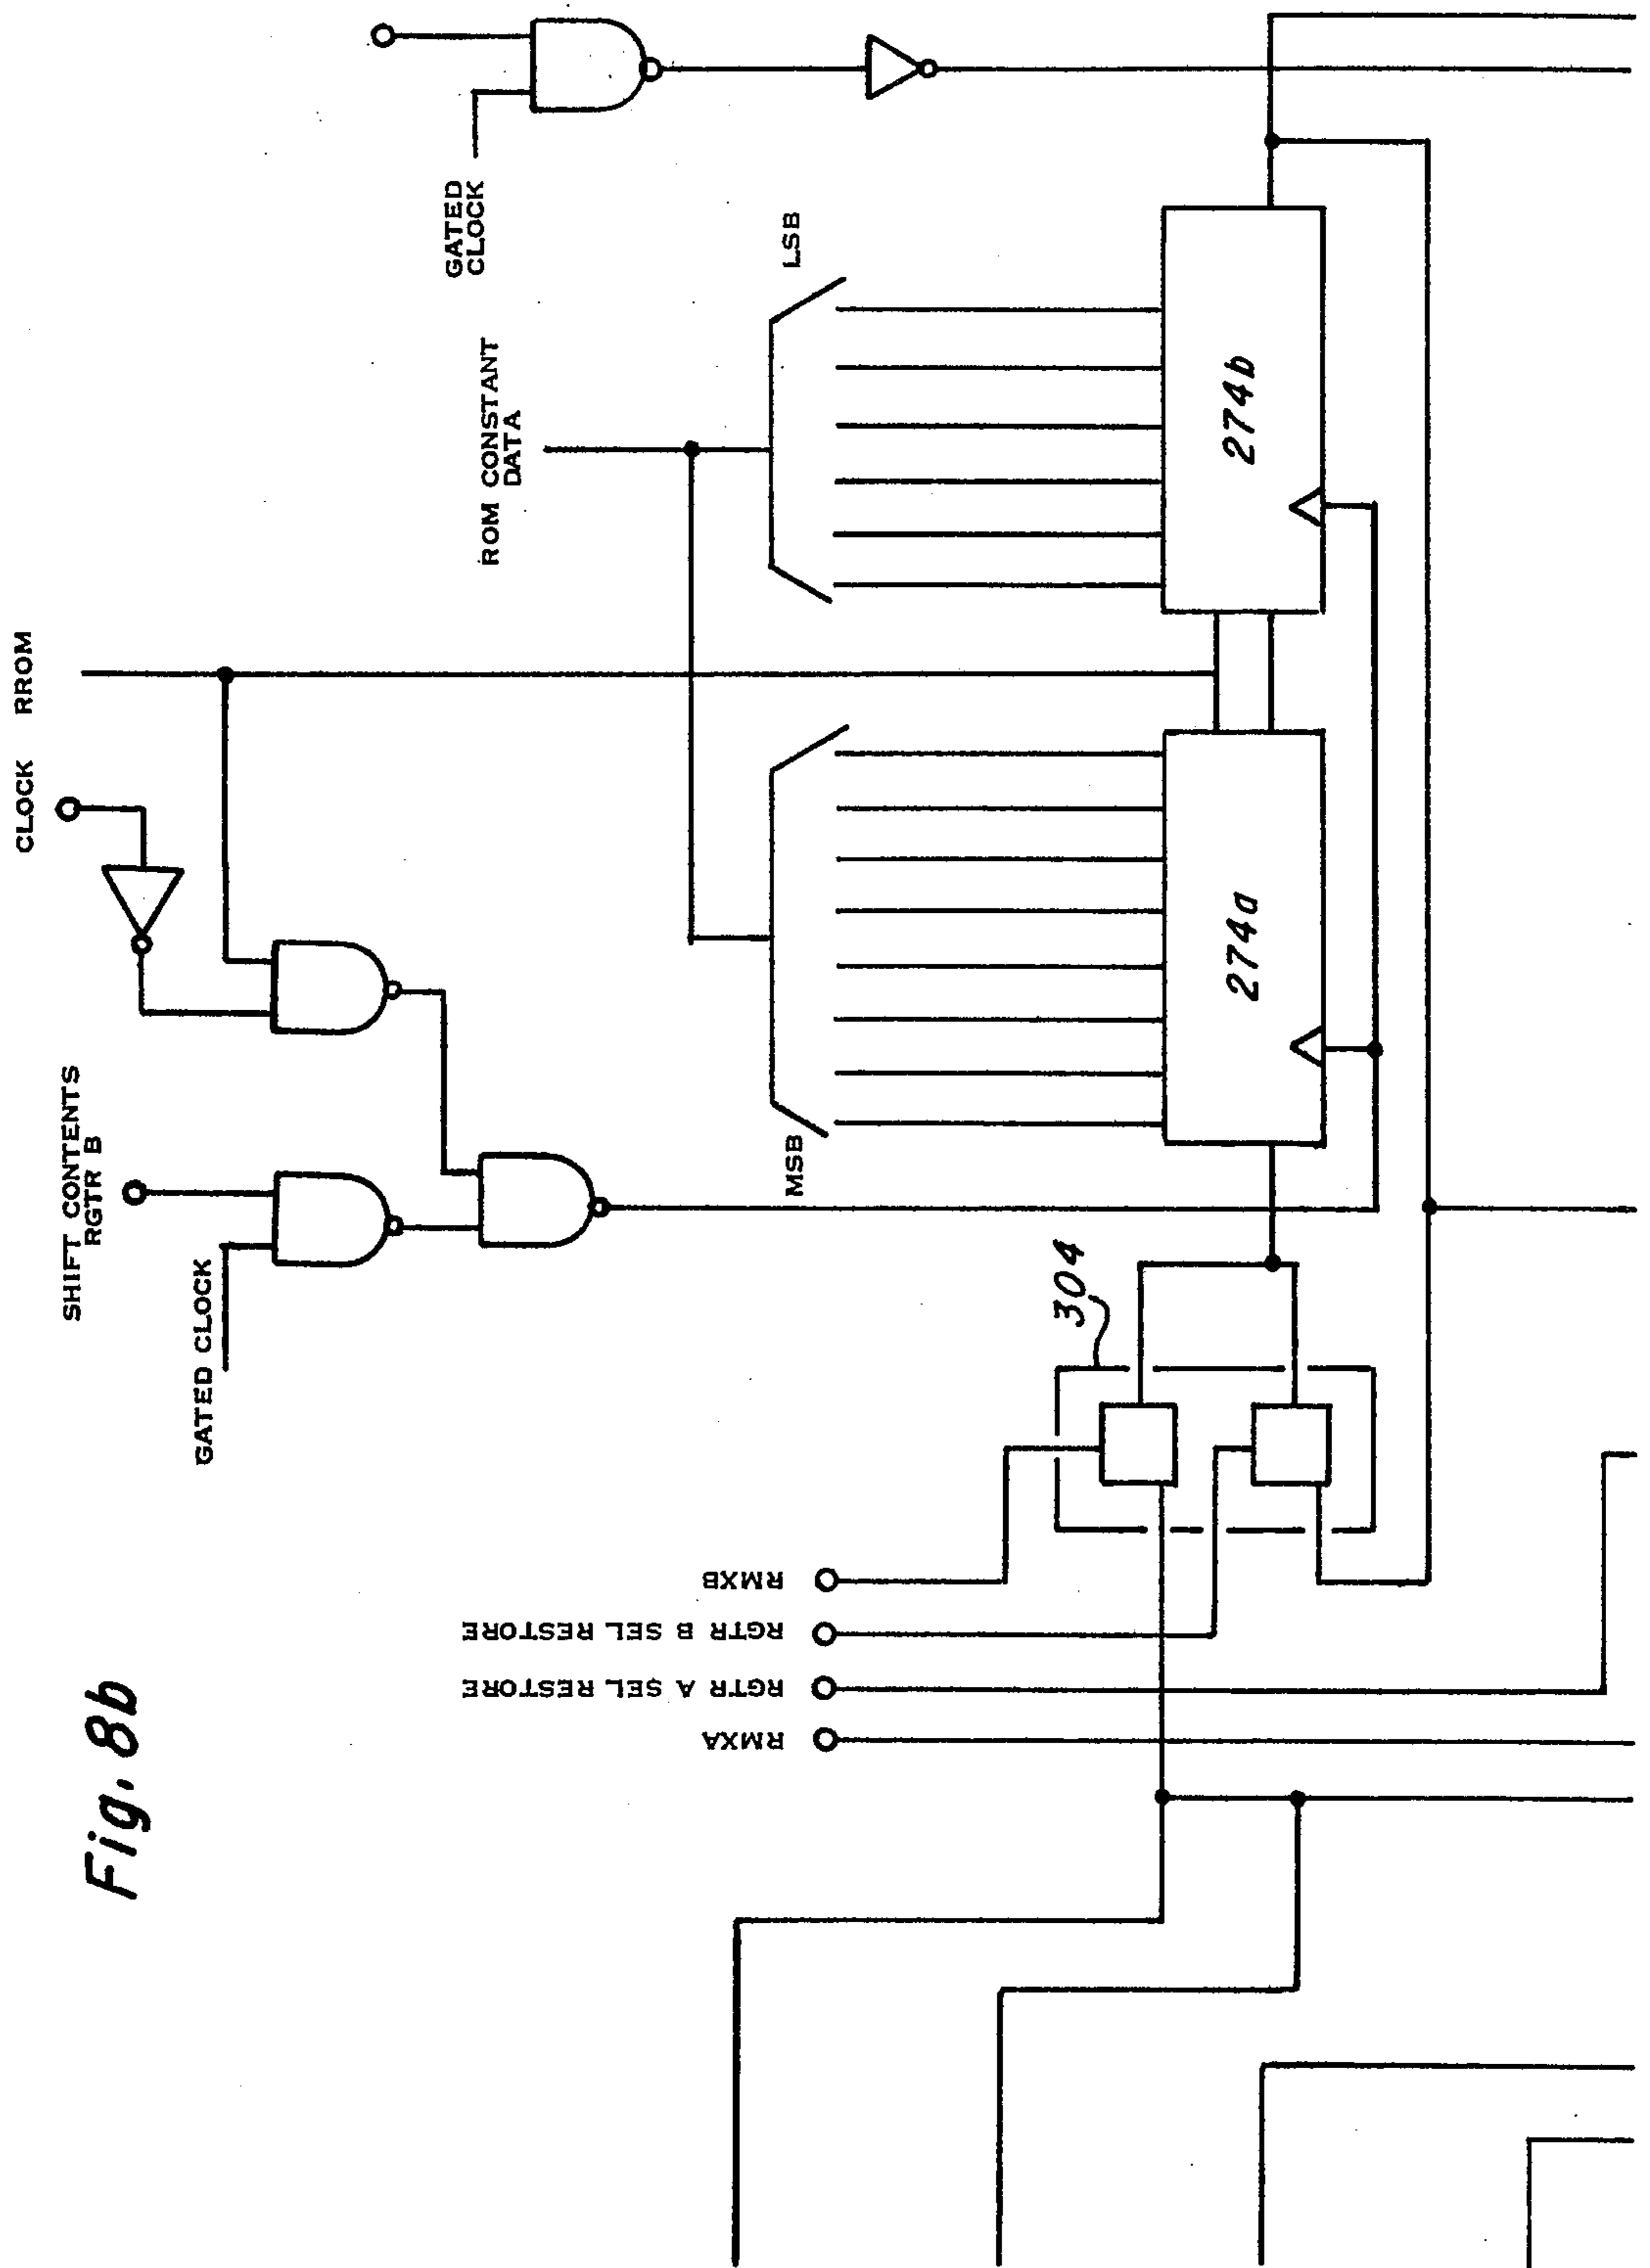 Fig. 8b
SHIFT CONTENTS
RGTR B
GATED CLOCK
CLOCK
RROM
GATED
CLOCK
ROM CONSTANT
DATA
MSB
LSB
RMXA
RGTR A SEL RESTORE
RGTR B SEL RESTORE
RMXB
304
274a
274b